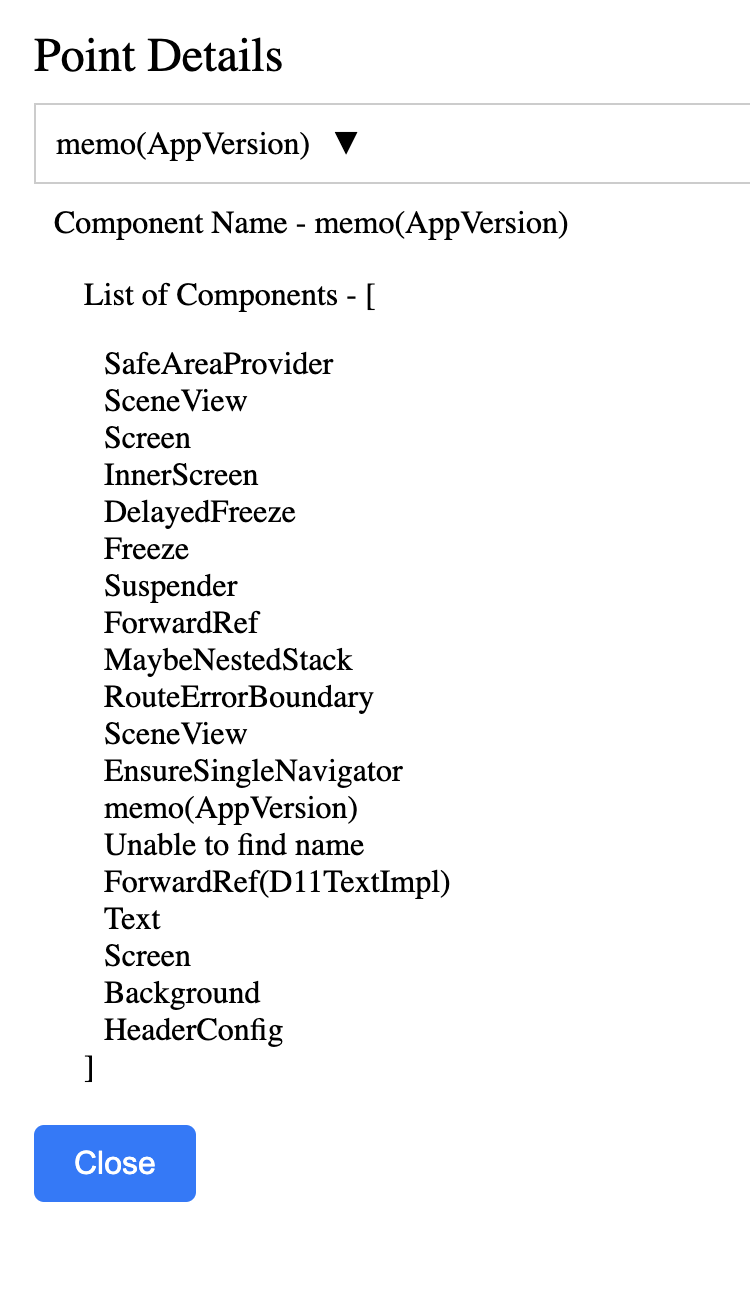 Point Details
memo(AppVersion) ▼
Component Name - memo(AppVersion)
List of Components - [
SafeAreaProvider
SceneView
Screen
InnerScreen
DelayedFreeze
Freeze
Suspender
ForwardRef
MaybeNestedStack
RouteErrorBoundary
SceneView
EnsureSingleNavigator
memo(AppVersion)
Unable to find name
ForwardRef(D11TextImpl)
Text
Screen
Background
HeaderConfig
]
Close